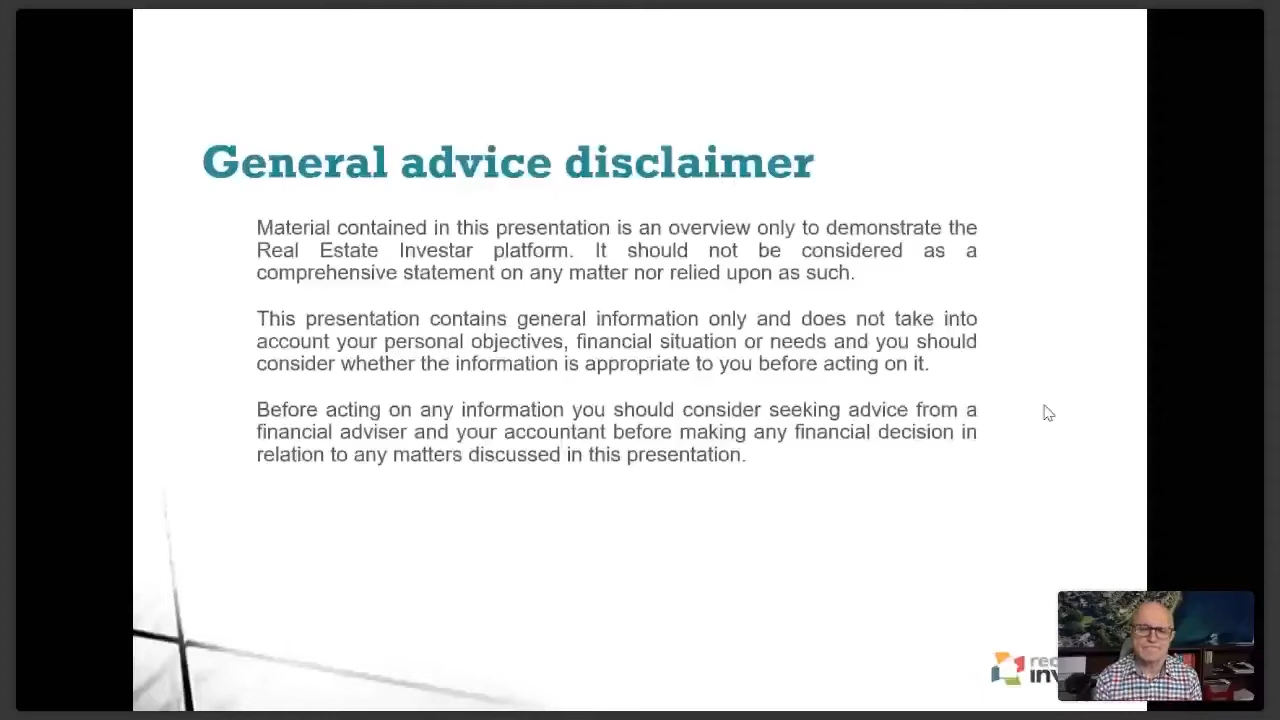 General advice disclaimer
Material contained in this presentation is an overview only to demonstrate the
Real Estate Investar platform. It should not be considered as a
comprehensive statement on any matter nor relied upon as such.
This presentation contains general information only and does not take into
account your personal objectives, financial situation or needs and you should
consider whether the information is appropriate to you before acting on it.
Before acting on any information you should consider seeking advice from a
financial adviser and your accountant before making any financial decision in
relation to any matters discussed in this presentation.